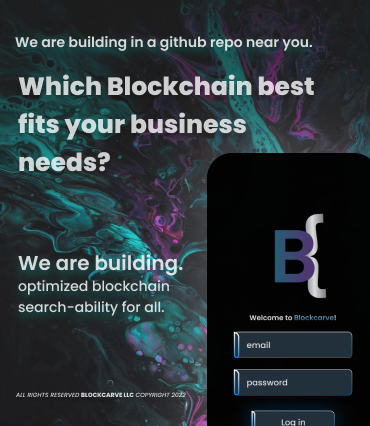 We are building in a github repo near you.
Which Blockchain best
fits your business
needs?
We are building.
optimized blockchain
search-ability for all.
B{
Welcome to Blockcarve!
email
password
Log in
ALL RIGHTS RESERVED BLOCKCARVE LLC COPYRIGHT 2022